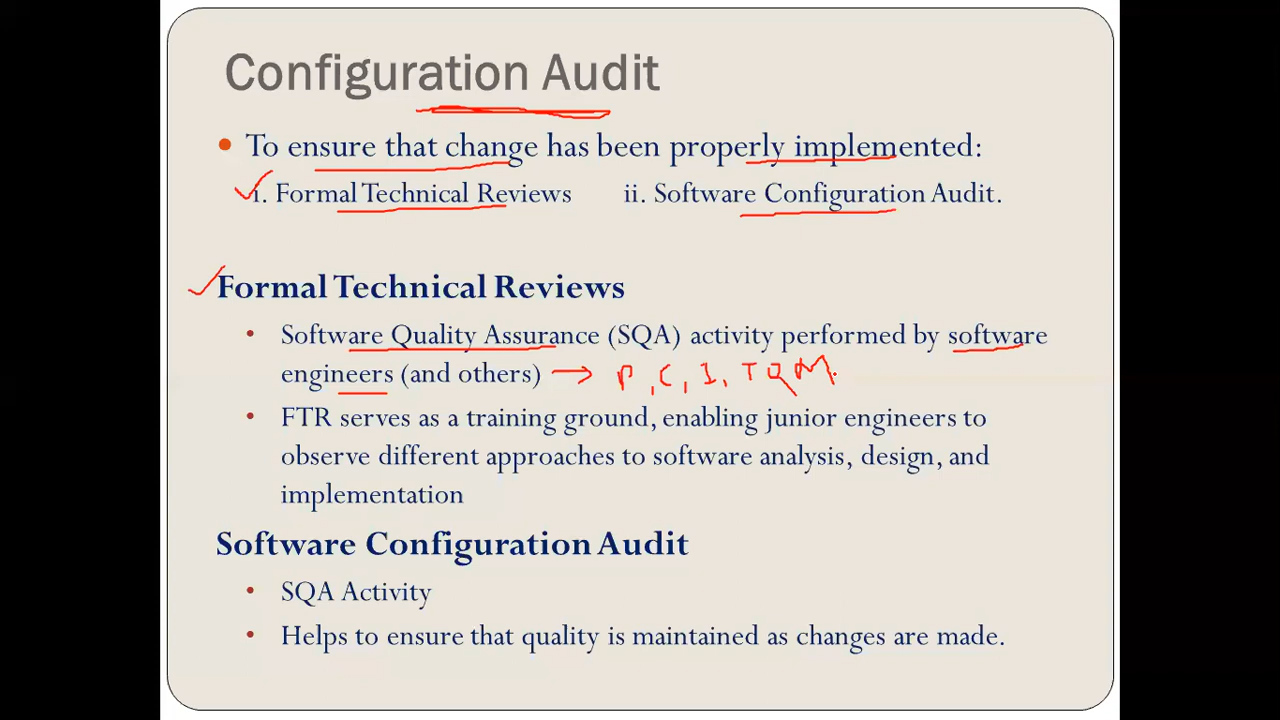 Configuration Audit
• To ensure that change has been properly implemented:
i. Formal Technical Reviews ii. Software Configuration Audit.
Formal Technical Reviews
• Software Quality Assurance (SQA) activity performed by software
engineers (and others) → P, C, I, TQM.
• FTR serves as a training ground, enabling junior engineers to
observe different approaches to software analysis, design, and
implementation
Software Configuration Audit
• SQA Activity
• Helps to ensure that quality is maintained as changes are made.